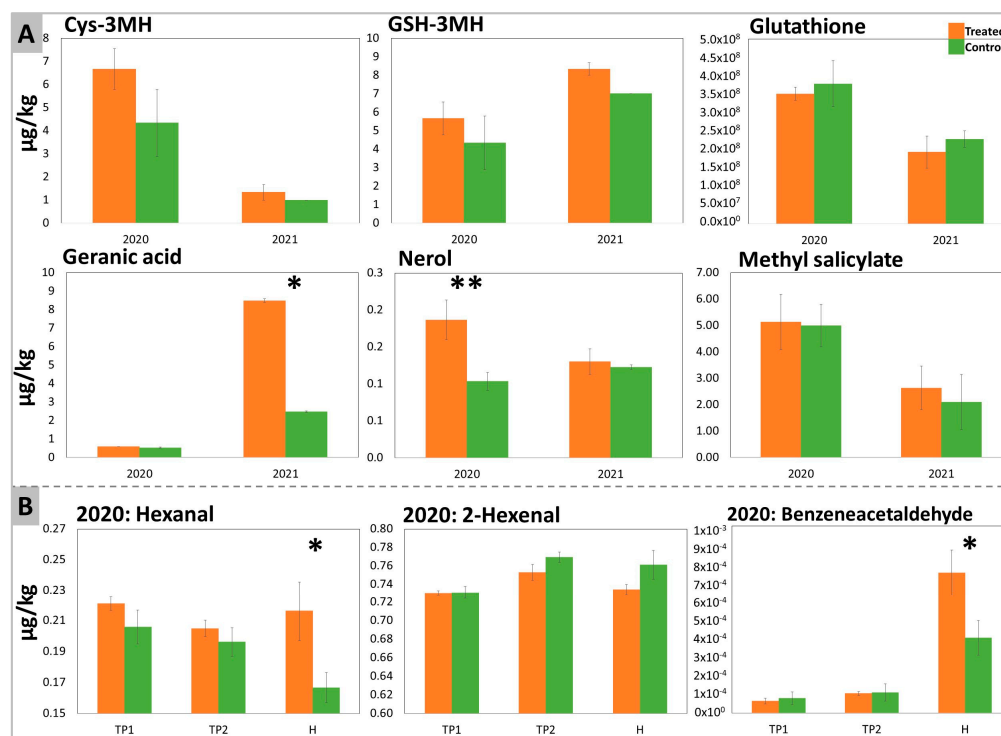 A
Cys-3MH
µg/kg
8
7
6
5
4
3
2
1
0
2020
2021
GSH-3MH
10
9
8
7
6
5
4
3
2
1
0
2020
2021
Glutathione
Treated
Contro
5.0x10⁸
4.5x10⁸
4.0x10⁸
3.5x10⁸
3.0x10⁸
2.5x10⁸
2.0x10⁸
1.5x10⁸
1.0x10⁸
5.0x10⁷
0.0x10⁰
2020
2021
Geranic acid
µg/kg
10
9
8
7
6
5
4
3
2
1
0
*
2020
2021
Nerol
0.3
0.2
0.2
0.1
0.1
0.0
**
2020
2021
Methyl salicylate
7.00
6.00
5.00
4.00
3.00
2.00
1.00
0.00
2020
2021
B
2020: Hexanal
µg/kg
0.27
0.25
0.23
0.21
0.19
0.17
0.15
*
TP1
TP2
H
2020: 2-Hexenal
0.80
0.78
0.76
0.74
0.72
0.70
0.68
0.66
0.64
0.62
0.60
TP1
TP2
H
2020: Benzeneacetaldehyde
1x10⁻³
9x10⁻⁴
8x10⁻⁴
7x10⁻⁴
6x10⁻⁴
5x10⁻⁴
4x10⁻⁴
3x10⁻⁴
2x10⁻⁴
1x10⁻⁴
0x10⁰
*
TP1
TP2
H